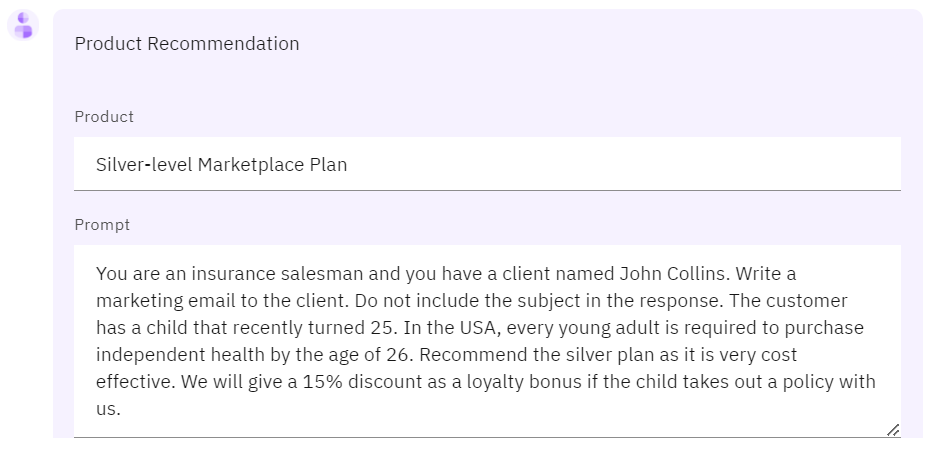 Product Recommendation
Product
Silver-level Marketplace Plan
Prompt
You are an insurance salesman and you have a client named John Collins. Write a
marketing email to the client. Do not include the subject in the response. The customer
has a child that recently turned 25. In the USA, every young adult is required to purchase
independent health by the age of 26. Recommend the silver plan as it is very cost
effective. We will give a 15% discount as a loyalty bonus if the child takes out a policy with
us.